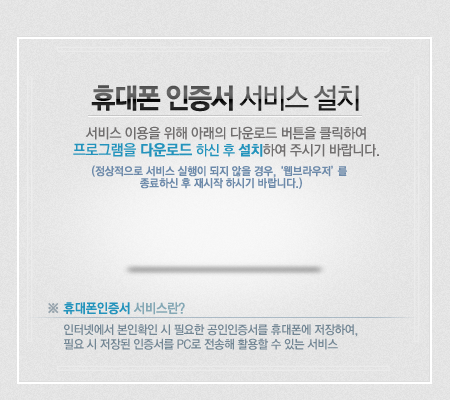 휴대폰 인증서 서비스 설치
서비스 이용을 위해 아래의 다운로드 버튼을 클릭하여
프로그램을 다운로드 하신 후 설치하여 주시기 바랍니다.
(정상적으로 서비스 실행이 되지 않을 경우, '웹브라우저' 를
종료하신 후 재시작 하시기 바랍니다.)
※ 휴대폰인증서 서비스란?
인터넷에서 본인확인 시 필요한 공인인증서를 휴대폰에 저장하여,
필요 시 저장된 인증서를 PC로 전송해 활용할 수 있는 서비스